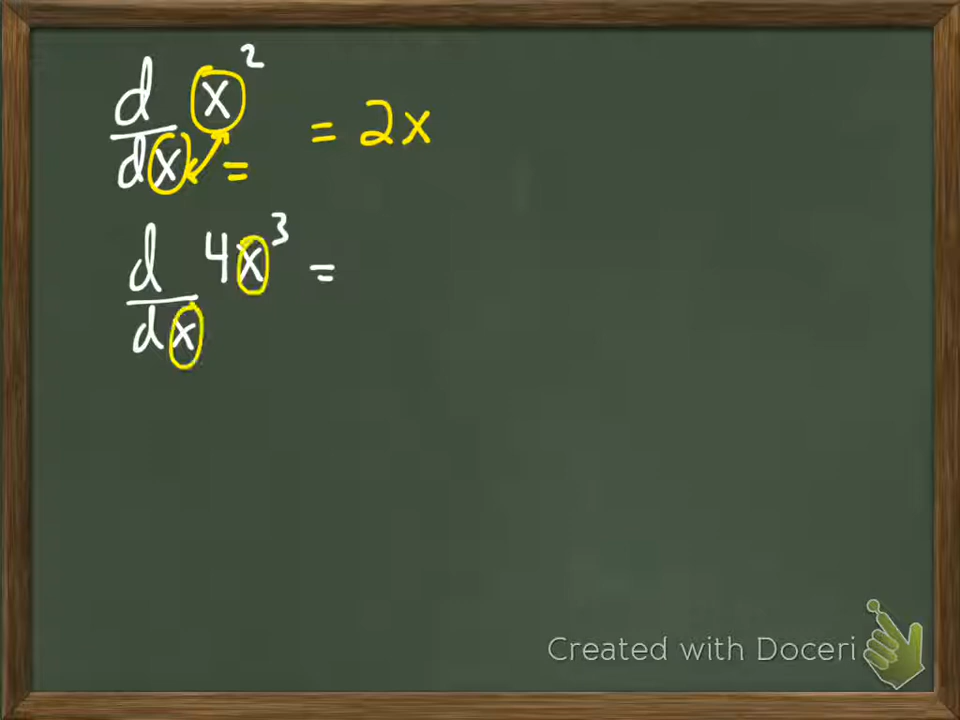 d/dx x² = = 2x
d/dx 4x³ =
Created with Doceri